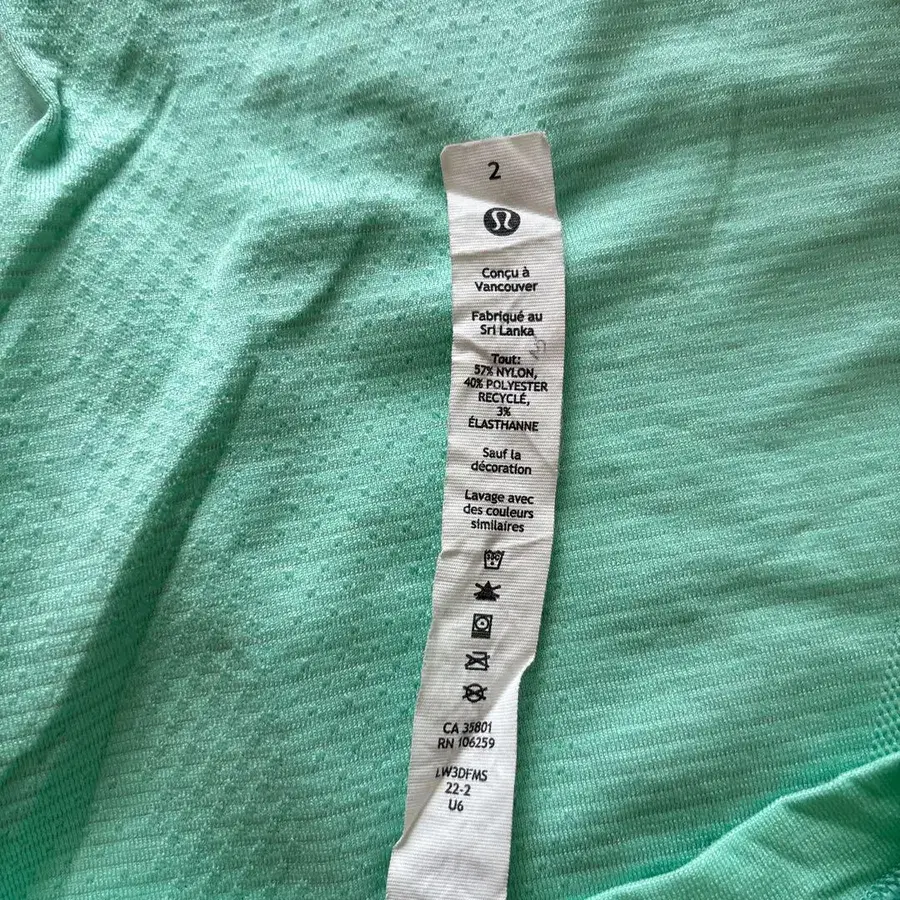 2
Conçu à
Vancouver
Fabriqué au
Sri Lanka
Tout:
57% NYLON,
40% POLYESTER
RECYCLÉ,
3%
ÉLASTHANNE
Sauf la
décoration
Lavage avec
des couleurs
similaires
CA 35801
RN 106259
LW3DFMS
22-2
U6